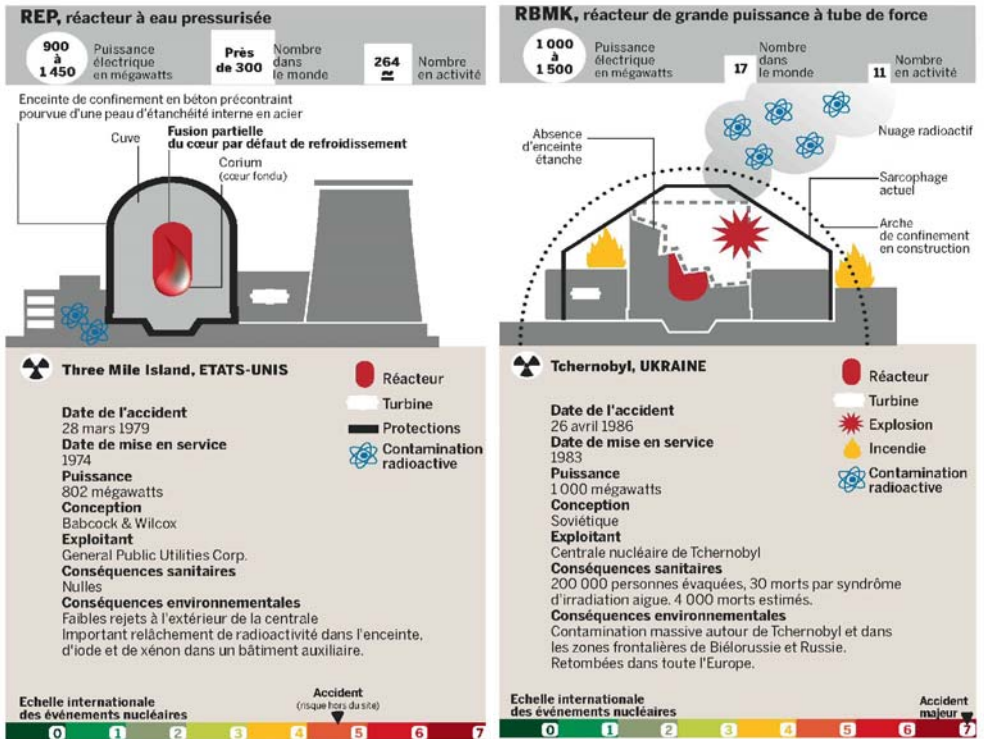 REP, réacteur à eau pressurisée
900
à
1 450
Puissance
électrique
en mégawatts
Près
de 300
Nombre
dans
le monde
264
≃
Nombre
en activité
Enceinte de confinement en béton précontraint
pourvue d'une peau d'étanchéité interne en acier
Cuve
Fusion partielle
du cœur par défaut de refroidissement
Corium
(cœur fondu)
Three Mile Island, ETATS-UNIS
Date de l'accident
28 mars 1979
Date de mise en service
1974
Puissance
802 mégawatts
Conception
Babcock & Wilcox
Exploitant
General Public Utilities Corp.
Conséquences sanitaires
Nulles
Conséquences environnementales
Faibles rejets à l'extérieur de la centrale
Important relâchement de radioactivité dans l'enceinte,
d'iode et de xénon dans un bâtiment auxiliaire.
Réacteur
Turbine
Protections
Contamination
radioactive
Echelle internationale
des événements nucléaires
Accident
(risque hors du site)
0 1 2 3 4 5 6 7
RBMK, réacteur de grande puissance à tube de force
1 000
à
1 500
Puissance
électrique
en mégawatts
17
Nombre
dans
le monde
11
Nombre
en activité
Nuage radioactif
Absence
d'enceinte
étanche
Sarcophage
actuel
Arche
de confinement
en construction
Tchernobyl, UKRAINE
Date de l'accident
26 avril 1986
Date de mise en service
1983
Puissance
1 000 mégawatts
Conception
Soviétique
Exploitant
Centrale nucléaire de Tchernobyl
Conséquences sanitaires
200 000 personnes évaquées, 30 morts par syndrôme
d'irradiation aigue. 4 000 morts estimés.
Conséquences environnementales
Contamination massive autour de Tchernobyl et dans
les zones frontalières de Biélorussie et Russie.
Retombées dans toute l'Europe.
Réacteur
Turbine
Explosion
Incendie
Contamination
radioactive
Echelle internationale
des événements nucléaires
Accident
majeur
0 1 2 3 4 5 6 7